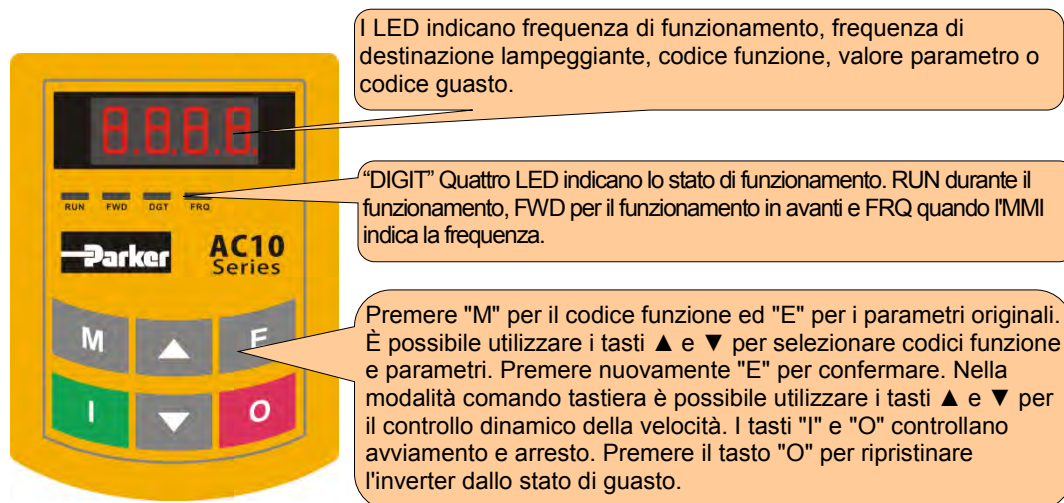 I LED indicano frequenza di funzionamento, frequenza di
destinazione lampeggiante, codice funzione, valore parametro o
codice guasto.
8.8.8.8.
RUN FWD DGT FRQ
"DIGIT" Quattro LED indicano lo stato di funzionamento. RUN durante il
funzionamento, FWD per il funzionamento in avanti e FRQ quando l'MMI
indica la frequenza.
Parker
AC10
Series
M ▲ E
I ▼ O
Premere "M" per il codice funzione ed "E" per i parametri originali.
È possibile utilizzare i tasti ▲ e ▼ per selezionare codici funzione
e parametri. Premere nuovamente "E" per confermare. Nella
modalità comando tastiera è possibile utilizzare i tasti ▲ e ▼ per
il controllo dinamico della velocità. I tasti "I" e "O" controllano
avviamento e arresto. Premere il tasto "O" per ripristinare
l'inverter dallo stato di guasto.